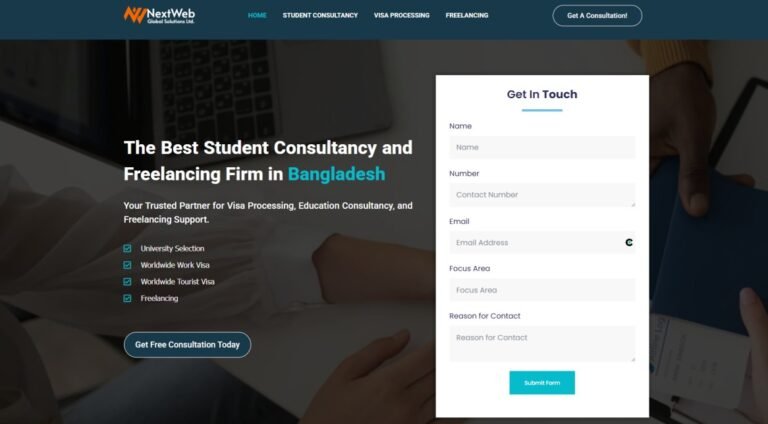 NextWeb
Global Solutions Ltd.
HOME
STUDENT CONSULTANCY
VISA PROCESSING
FREELANCING
Get A Consultation!
The Best Student Consultancy and
Freelancing Firm in Bangladesh
Your Trusted Partner for Visa Processing, Education Consultancy, and
Freelancing Support.
University Selection
Worldwide Work Visa
Worldwide Tourist Visa
Freelancing
Get Free Consultation Today
Get In Touch
Name
Name
Number
Contact Number
Email
Email Address
Focus Area
Focus Area
Reason for Contact
Reason for Contact
Submit Form